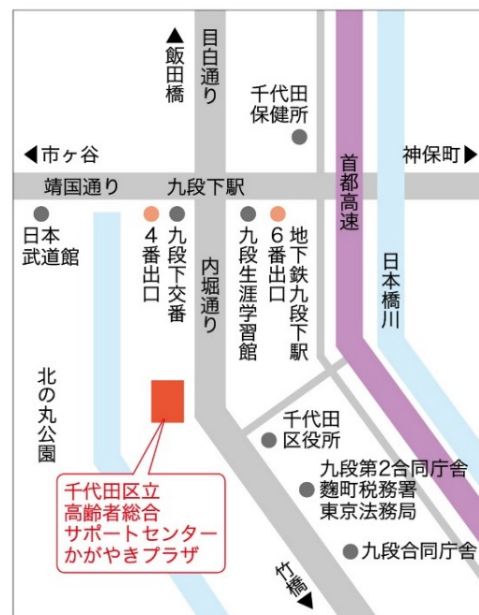 目白通り
▲飯田橋
千代田
保健所
首都高速
◀市ヶ谷
神保町▶
靖国通り
九段下駅
日本
武道館
4番出口
九段下交番
内堀通り
九段生涯学習館
6番出口
地下鉄九段下駅
日本橋川
北の丸公園
千代田
区役所
千代田区立
高齢者総合
サポートセンター
かがやきプラザ
九段第2合同庁舎
麴町税務署
東京法務局
九段合同庁舎
竹橋▼